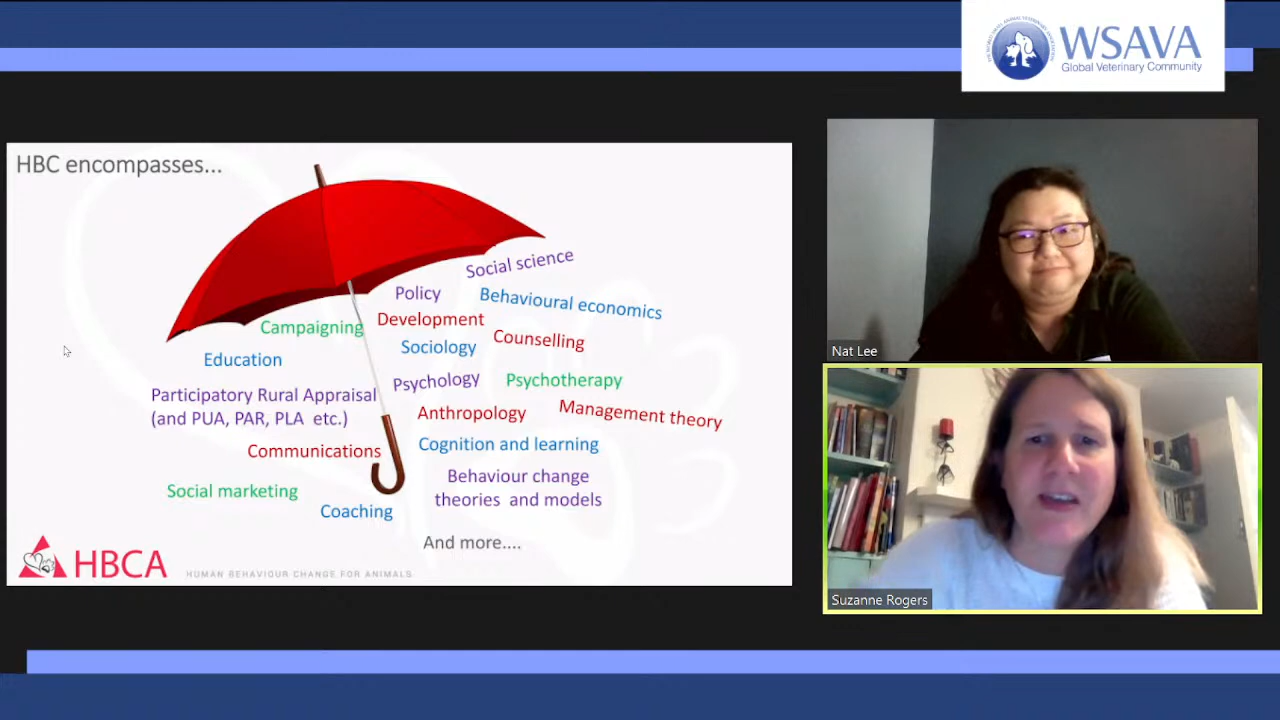 WSAVA
Global Veterinary Community
HBC encompasses...
Social science
Policy
Behavioural economics
Campaigning
Development
Counselling
Education
Sociology
Psychology
Psychotherapy
Participatory Rural Appraisal
(and PUA, PAR, PLA etc.)
Anthropology
Management theory
Communications
Cognition and learning
Social marketing
Behaviour change
theories and models
Coaching
And more....
HBCA
HUMAN BEHAVIOUR CHANGE FOR ANIMALS
Nat Lee
Suzanne Rogers